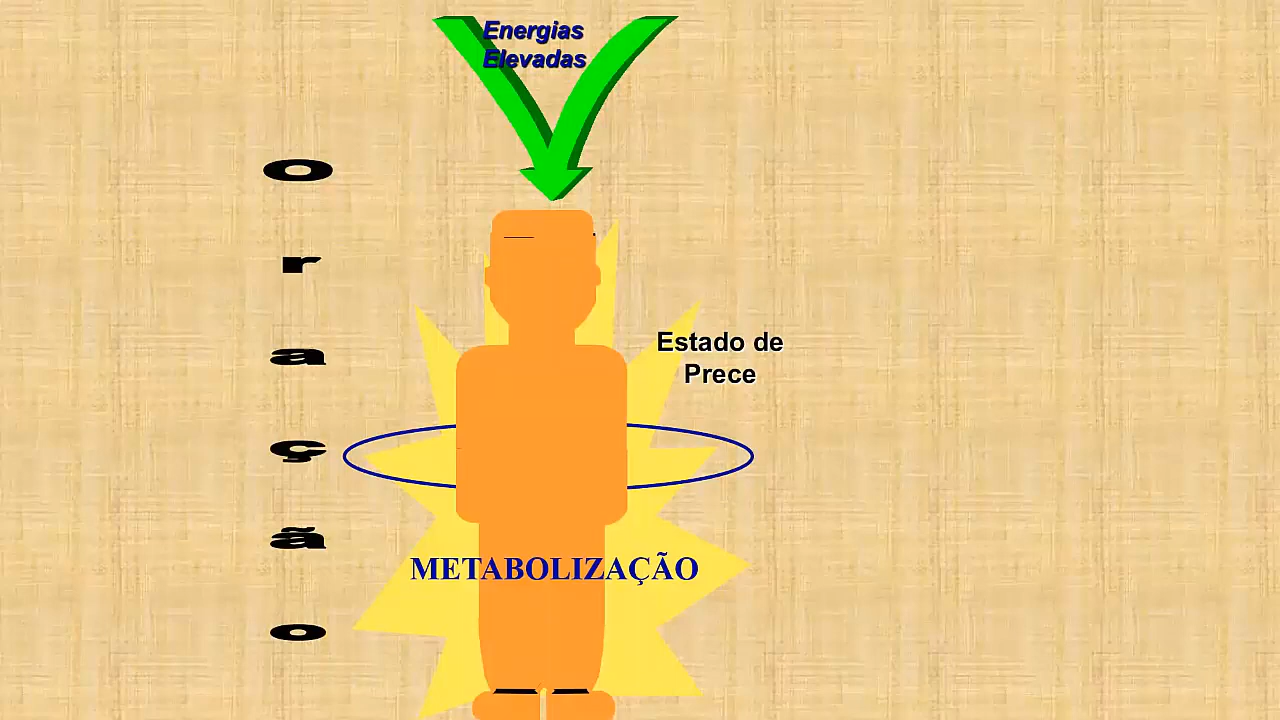 Energias
Elevadas
O
r
a
ç
ã
o
Estado de
Prece
METABOLIZAÇÃO